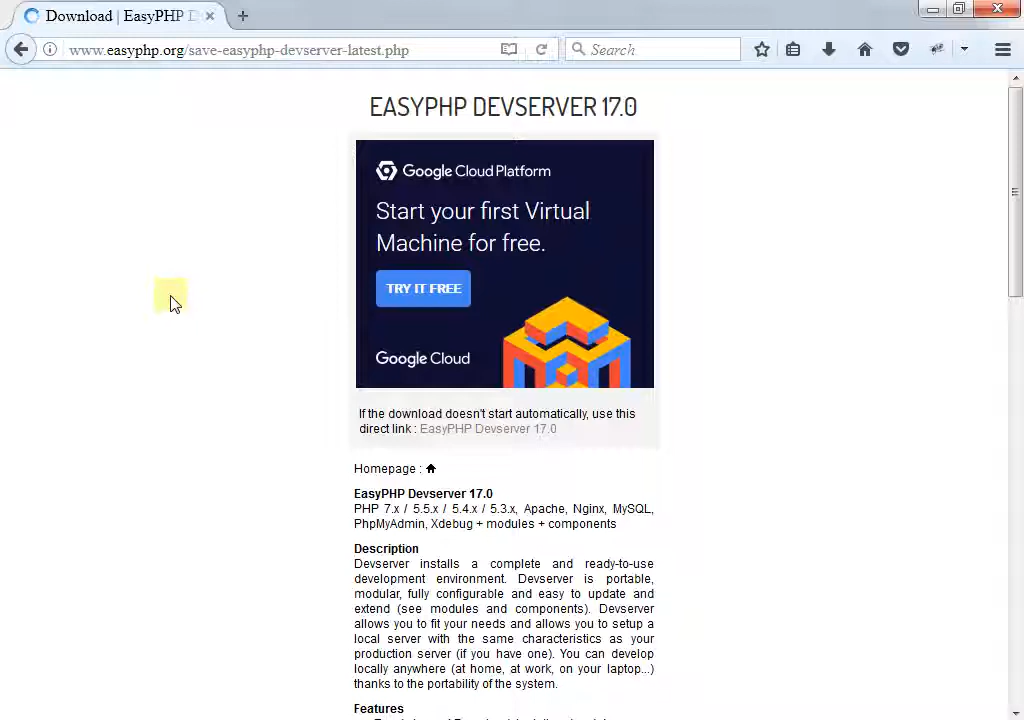 Download | EasyPHP D
www.easyphp.org/save-easyphp-devserver-latest.php
Search
EASYPHP DEVSERVER 17.0
Google Cloud Platform
Start your first Virtual
Machine for free.
TRY IT FREE
Google Cloud
If the download doesn't start automatically, use this
direct link : EasyPHP Devserver 17.0
Homepage :
EasyPHP Devserver 17.0
PHP 7.x / 5.5.x / 5.4.x / 5.3.x, Apache, Nginx, MySQL,
PhpMyAdmin, Xdebug + modules + components
Description
Devserver installs a complete and ready-to-use
development environment. Devserver is portable,
modular, fully configurable and easy to update and
extend (see modules and components). Devserver
allows you to fit your needs and allows you to setup a
local server with the same characteristics as your
production server (if you have one). You can develop
locally anywhere (at home, at work, on your laptop...)
thanks to the portability of the system.
Features